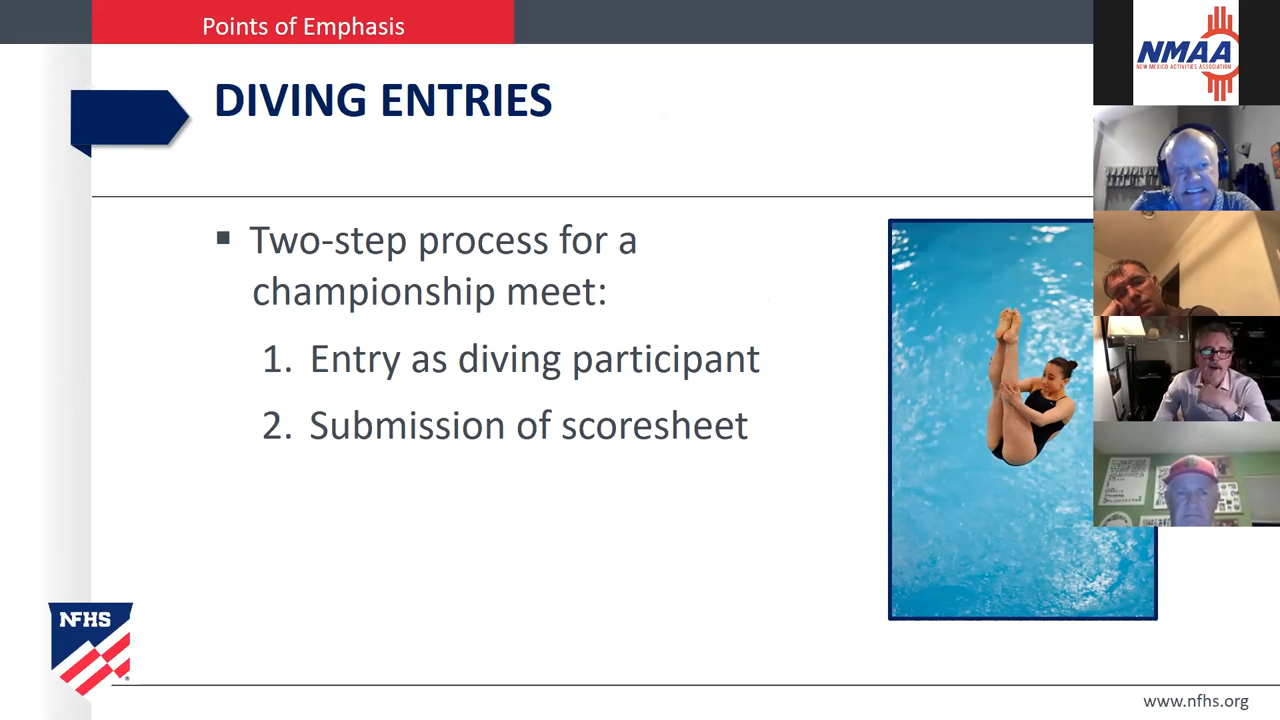 Points of Emphasis
NMAA
NEW MEXICO ACTIVITIES ASSOCIATION
DIVING ENTRIES
▪ Two-step process for a
championship meet:
1. Entry as diving participant
2. Submission of scoresheet
NFHS
www.nfhs.org